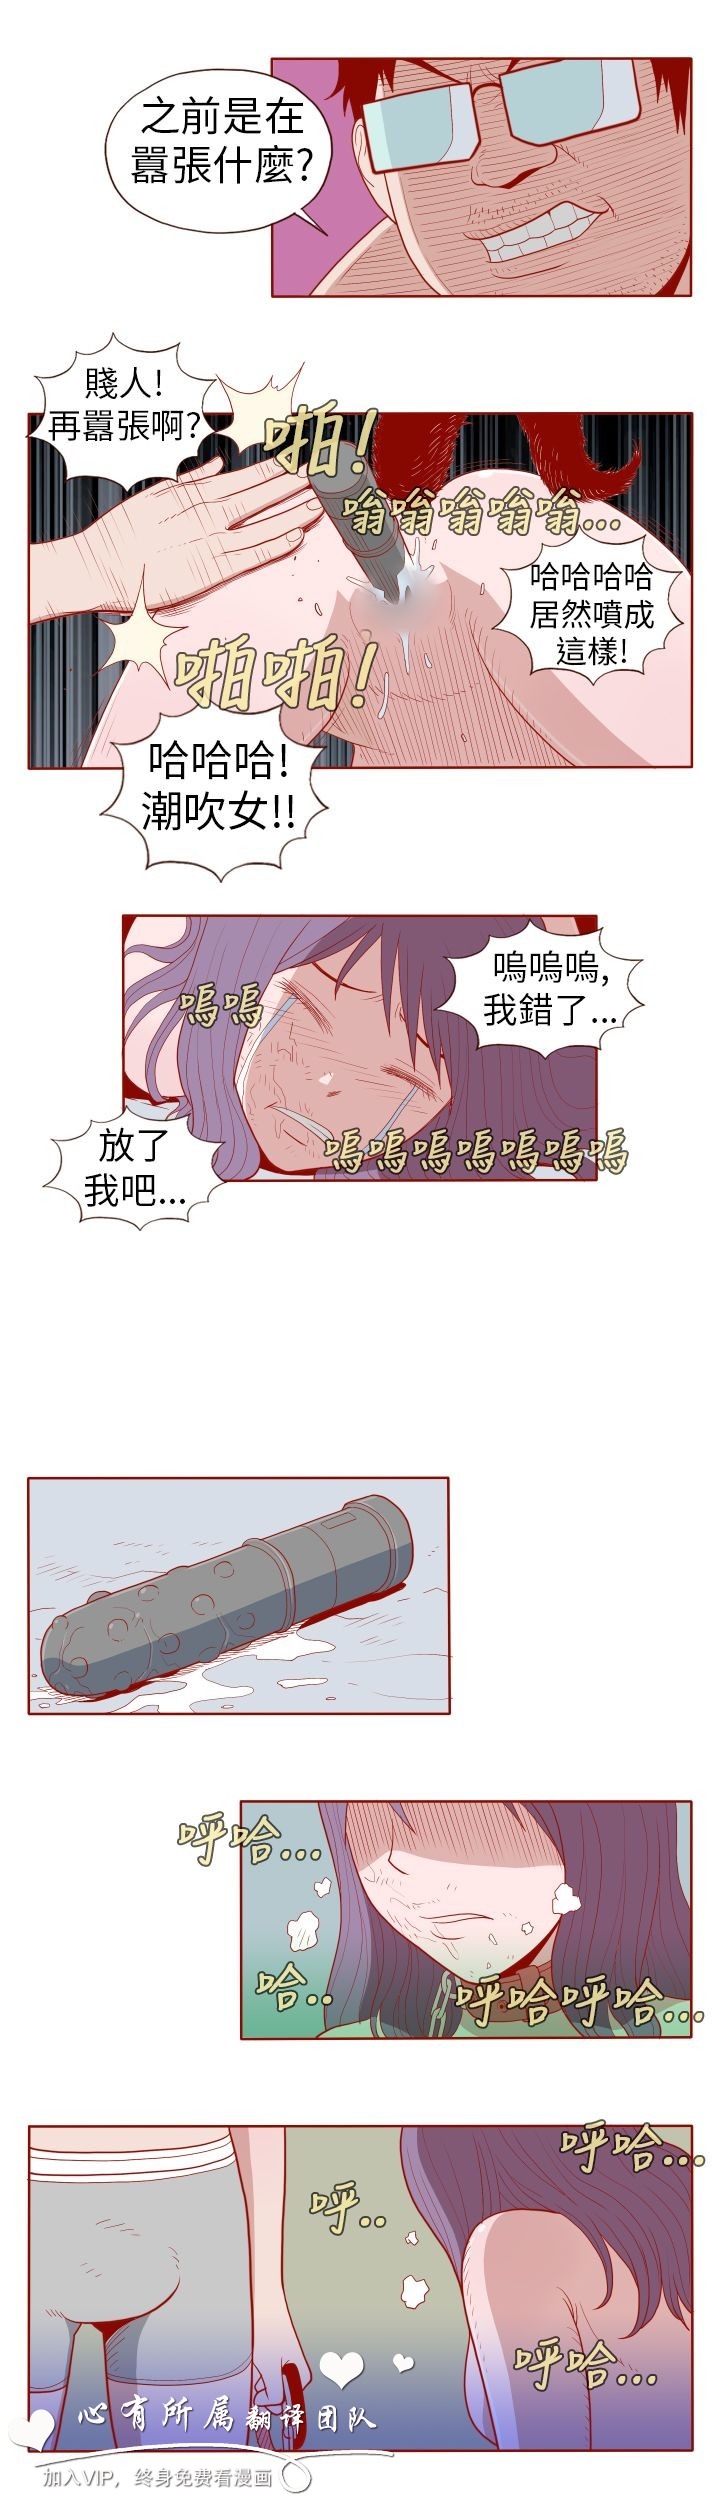 之前是在
囂張什麼?
賤人!
再囂張啊?
啪!
嗡嗡嗡嗡嗡...
哈哈哈哈
居然噴成
這樣!
啪啪!
哈哈哈!
潮吹女!!
嗚嗚嗚,
我錯了...
嗚嗚
嗚嗚嗚嗚嗚嗚嗚
放了
我吧...
呼哈...
哈..
呼哈呼哈...
呼哈...
呼..
呼哈...
心有所属翻译团队
加入VIP，终身免费看漫画